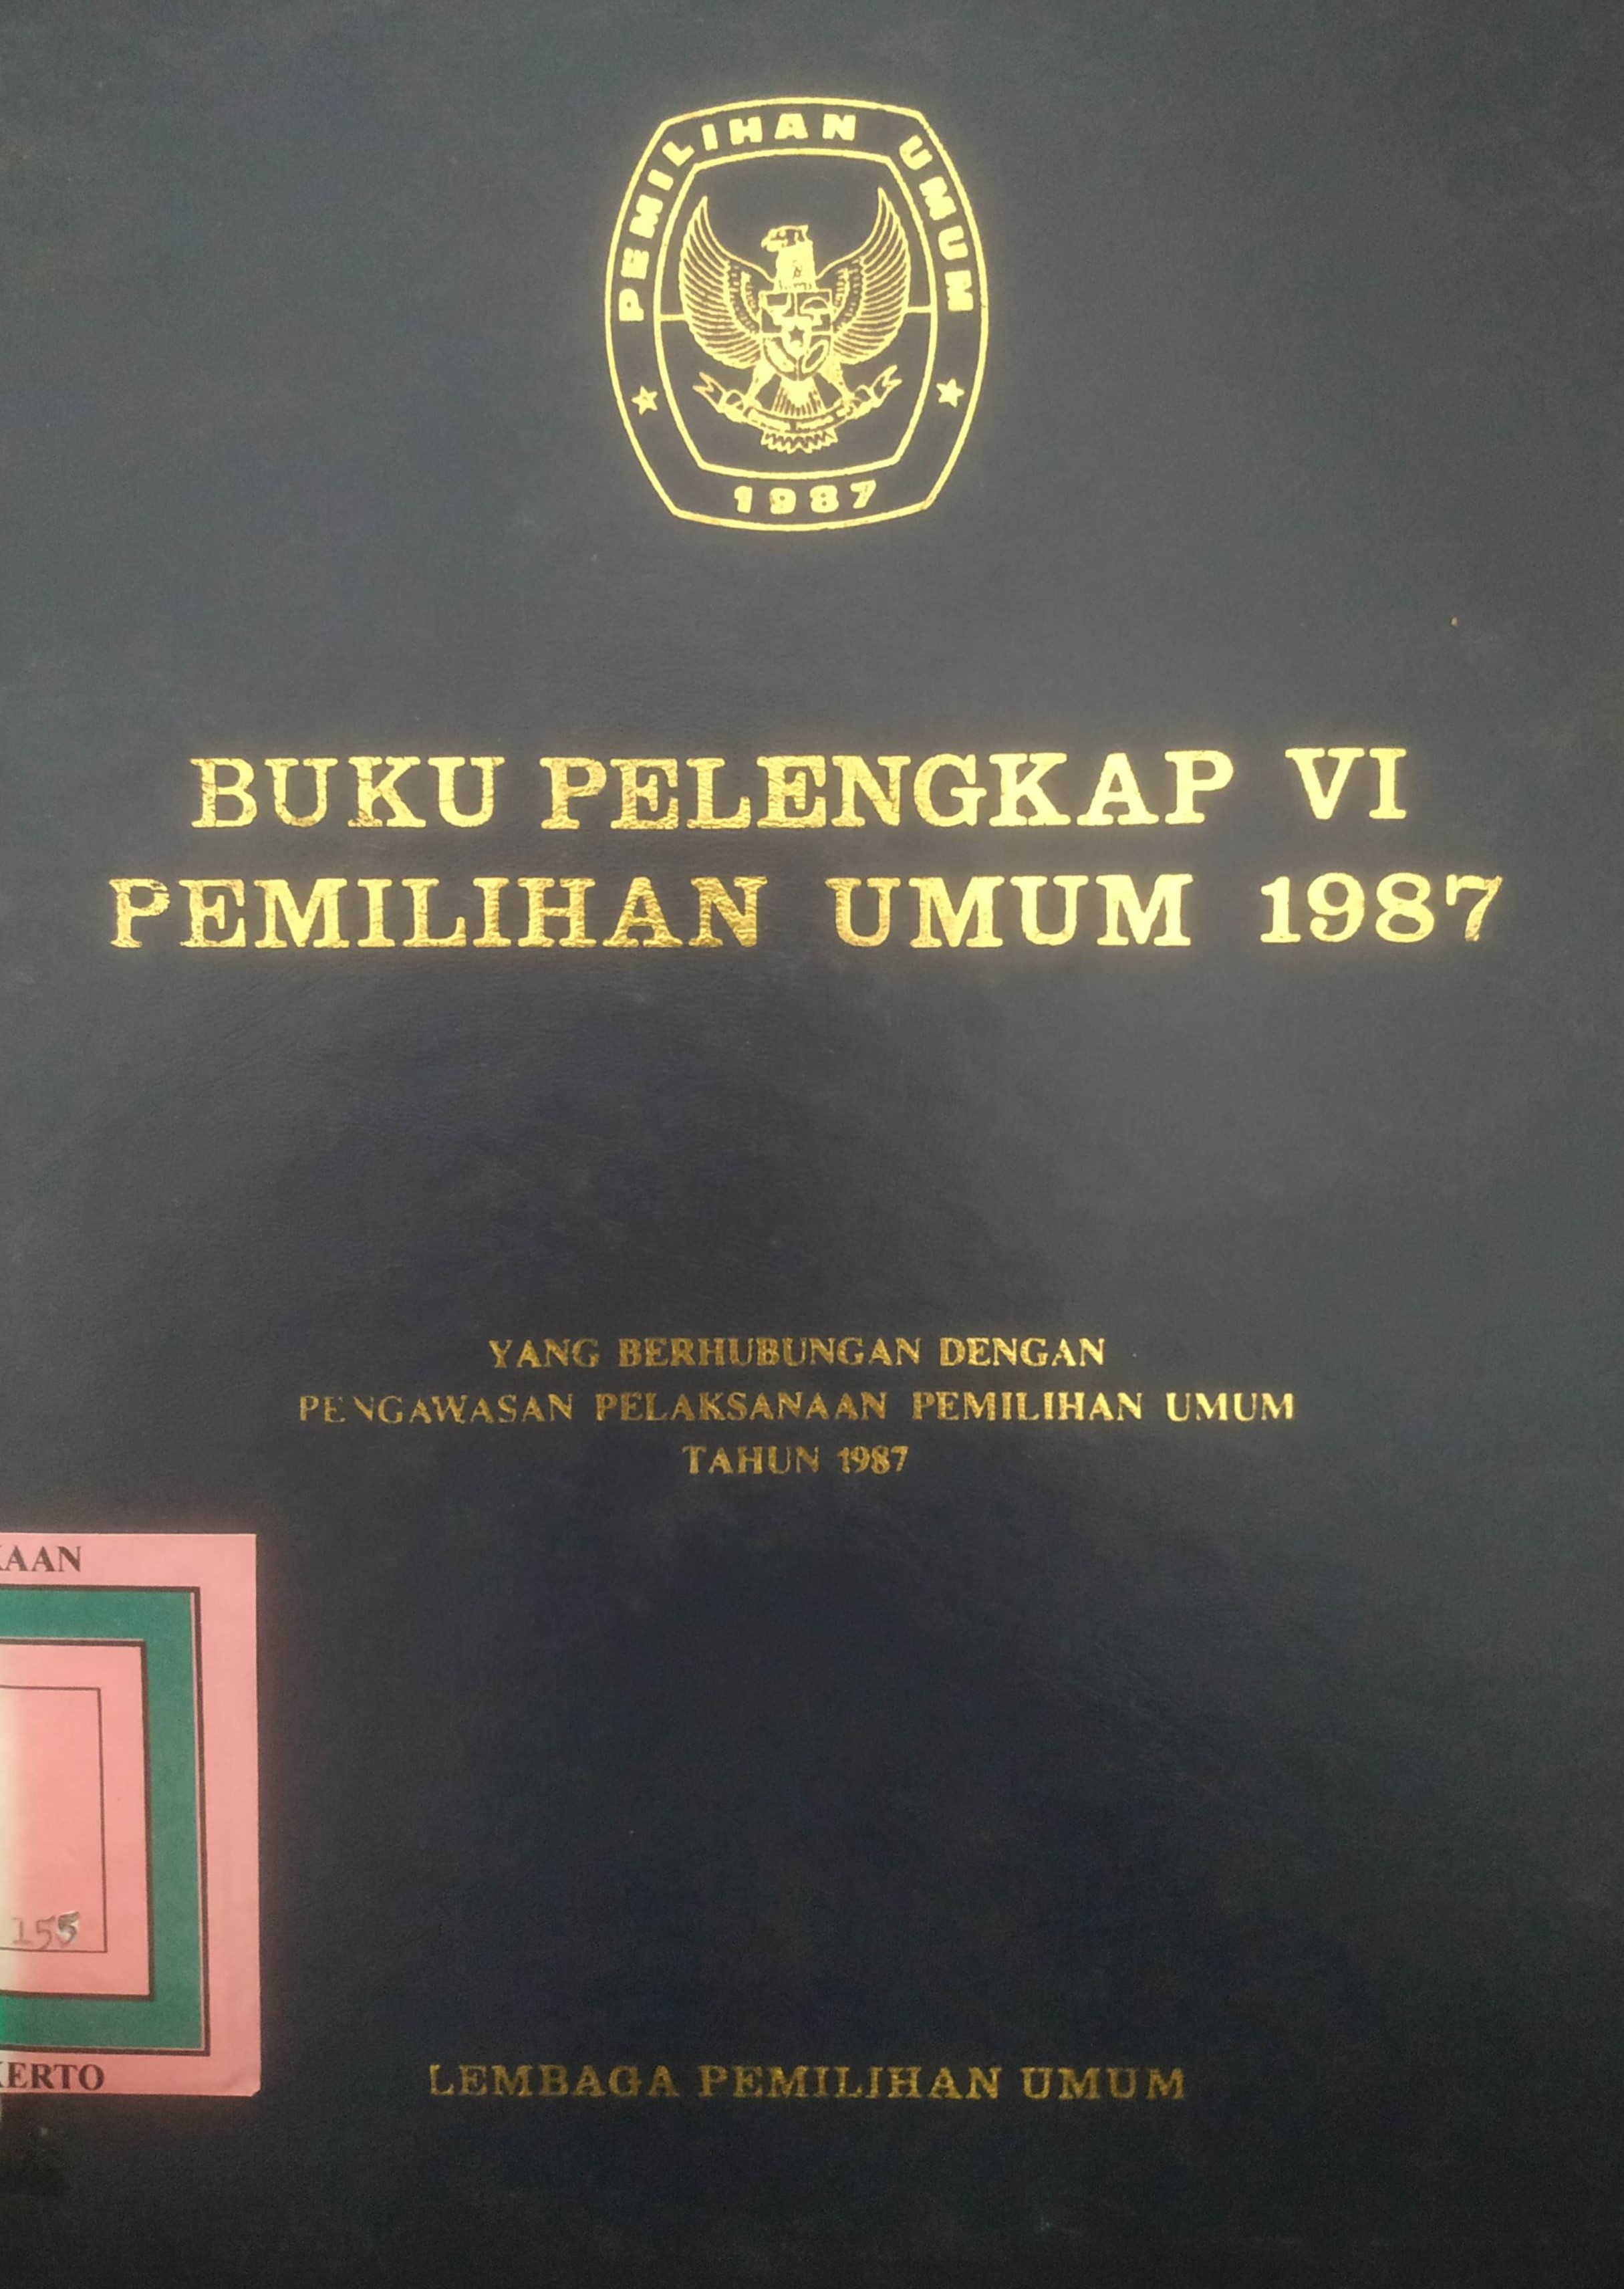 PEMILIHAN UMUM
1987
BUKU PELENGKAP VI
PEMILIHAN UMUM 1987
YANG BERHUBUNGAN DENGAN
PENGAWASAN PELAKSANAAN PEMILIHAN UMUM
TAHUN 1987
KAAN
155
KERTO
LEMBAGA PEMILIHAN UMUM